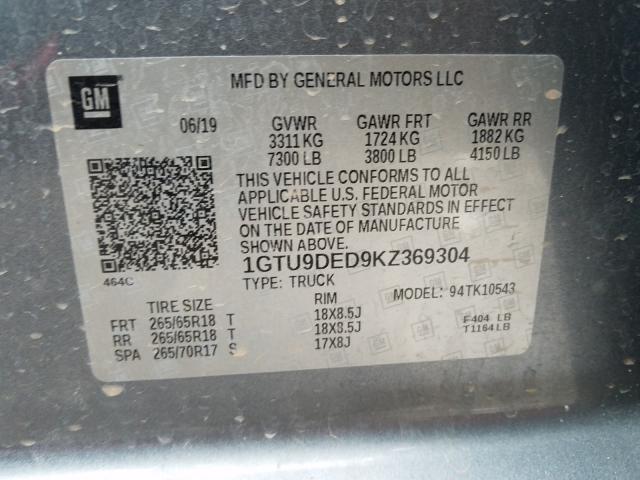 GM
MFD BY GENERAL MOTORS LLC
06/19 GVWR GAWR FRT GAWR RR
3311 KG 1724 KG 1882 KG
7300 LB 3800 LB 4150 LB
THIS VEHICLE CONFORMS TO ALL
APPLICABLE U.S. FEDERAL MOTOR
VEHICLE SAFETY STANDARDS IN EFFECT
ON THE DATE OF MANUFACTURE
SHOWN ABOVE.
464C
1GTU9DED9KZ369304
TYPE: TRUCK MODEL: 94TK10543
TIRE SIZE RIM
FRT 265/65R18 T 18X8.5J F404 LB
RR 265/65R18 T 18X8.5J T1164 LB
SPA 265/70R17 S 17X8J